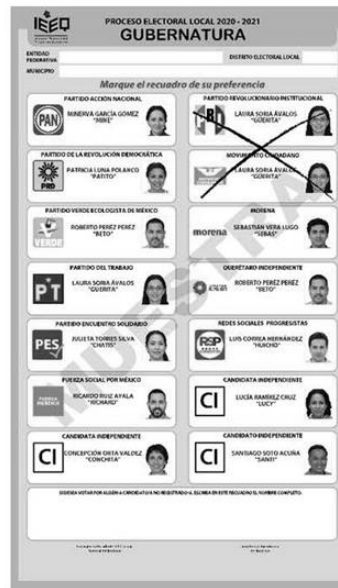 IEEQ
PROCESO ELECTORAL LOCAL 2020 - 2021
GUBERNATURA
ENTIDAD FEDERATIVA
DISTRITO ELECTORAL LOCAL
MUNICIPIO
Marque el recuadro de su preferencia
PARTIDO ACCIÓN NACIONAL
PAN
MINERVA GARCÍA GÓMEZ
"MINE"
PARTIDO REVOLUCIONARIO INSTITUCIONAL
LAURA SORIA ÁVALOS
"GÜERITA"
PARTIDO DE LA REVOLUCIÓN DEMOCRÁTICA
PRD
PATRICIA LUNA POLANCO
"PATITO"
MOVIMIENTO CIUDADANO
LAURA SORIA ÁVALOS
"GÜERITA"
PARTIDO VERDE ECOLOGISTA DE MÉXICO
VERDE
ROBERTO PÉREZ PÉREZ
"BETO"
MORENA
morena
SEBASTIÁN VERA LUGO
"SEBAS"
PARTIDO DEL TRABAJO
PT
LAURA SORIA ÁVALOS
"GÜERITA"
QUERÉTARO INDEPENDIENTE
ROBERTO PÉREZ PÉREZ
"BETO"
PARTIDO ENCUENTRO SOLIDARIO
PES
JULIETA TORRES SILVA
"CHATIS"
REDES SOCIALES PROGRESISTAS
RSP
LUIS CORREA HERNÁNDEZ
"HUICHO"
FUERZA SOCIAL POR MÉXICO
FUERZA MÉXICO
RICARDO RUIZ AYALA
"RICHARD"
CANDIDATA INDEPENDIENTE
CI
LUCÍA RAMÍREZ CRUZ
"LUCY"
CANDIDATA INDEPENDIENTE
CI
CONCEPCIÓN ORTA VALDEZ
"CONCHITA"
CANDIDATO INDEPENDIENTE
CI
SANTIAGO SOTO ACUÑA
"SANTI"
MUESTRA